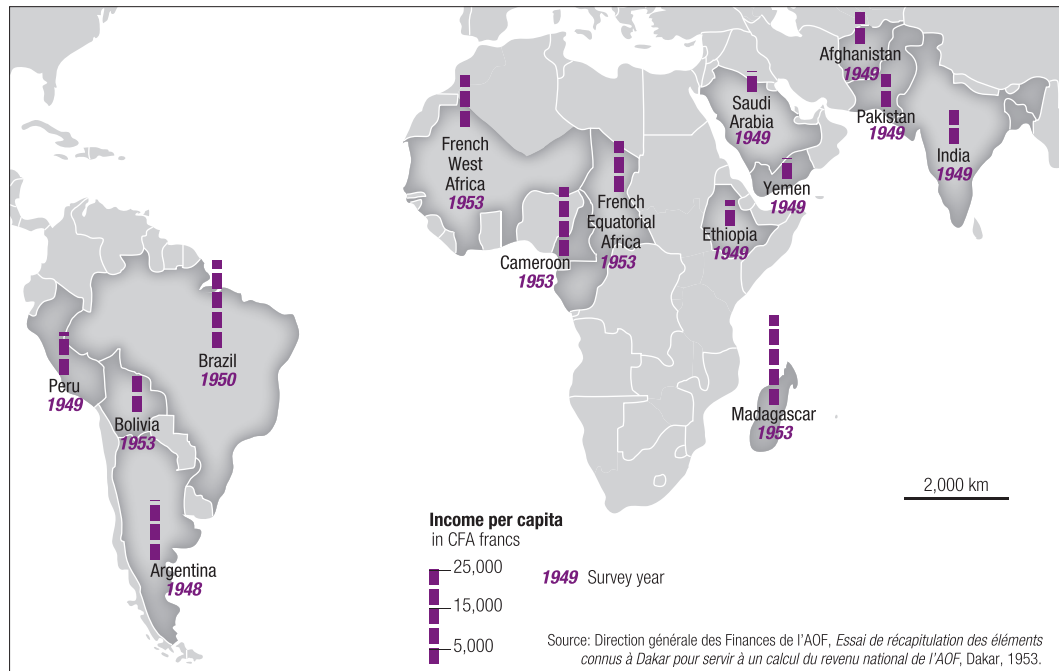 Afghanistan
1949
Saudi
Arabia
1949
Pakistan
1949
French
West
Africa
1953
India
1949
Yemen
1949
French
Equatorial
Africa
1953
Ethiopia
1949
Cameroon
1953
Brazil
1950
Peru
1949
Bolivia
1953
Madagascar
1953
2,000 km
Argentina
1948
Income per capita
in CFA francs
25,000
15,000
5,000
1949 Survey year
Source: Direction générale des Finances de l’AOF, Essai de récapitulation des éléments
connus à Dakar pour servir à un calcul du revenu national de l’AOF, Dakar, 1953.